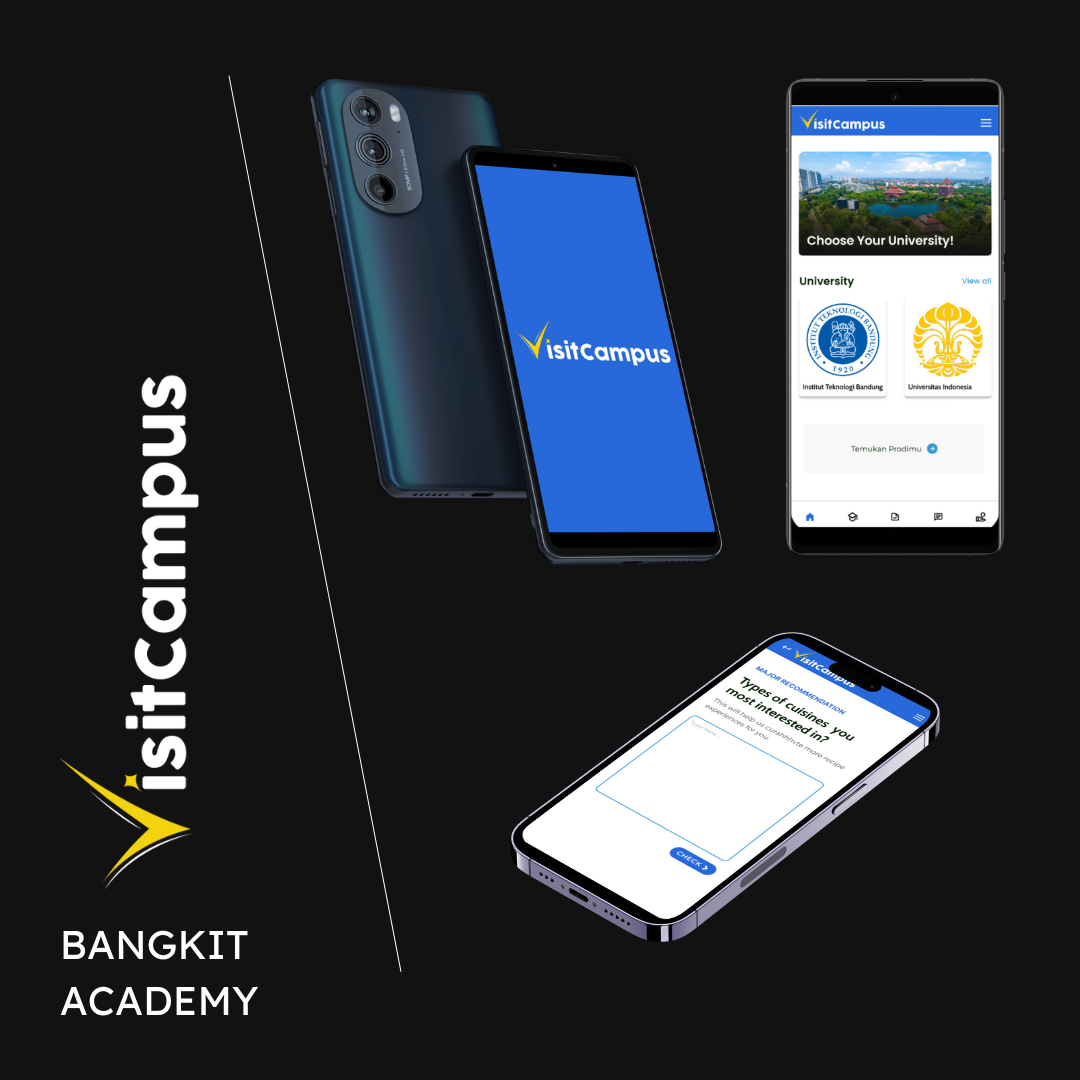 VisitCampus
BANGKIT
ACADEMY
VisitCampus
VisitCampus
Choose Your University!
University
View all
INSTITUT TEKNOLOGI BANDUNG
1920
Institut Teknologi Bandung
Universitas Indonesia
Temukan Prodimu
VisitCampus
MAJOR RECOMMENDATION
Types of cuisines you
most interested in?
This will help us curahhhvte more recipe
experiences for you.
Type here ...
CHECK